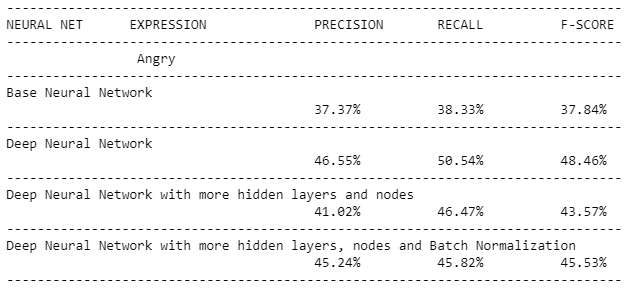 NEURAL NET EXPRESSION PRECISION RECALL F-SCORE
Angry
Base Neural Network
37.37% 38.33% 37.84%
Deep Neural Network
46.55% 50.54% 48.46%
Deep Neural Network with more hidden layers and nodes
41.02% 46.47% 43.57%
Deep Neural Network with more hidden layers, nodes and Batch Normalization
45.24% 45.82% 45.53%